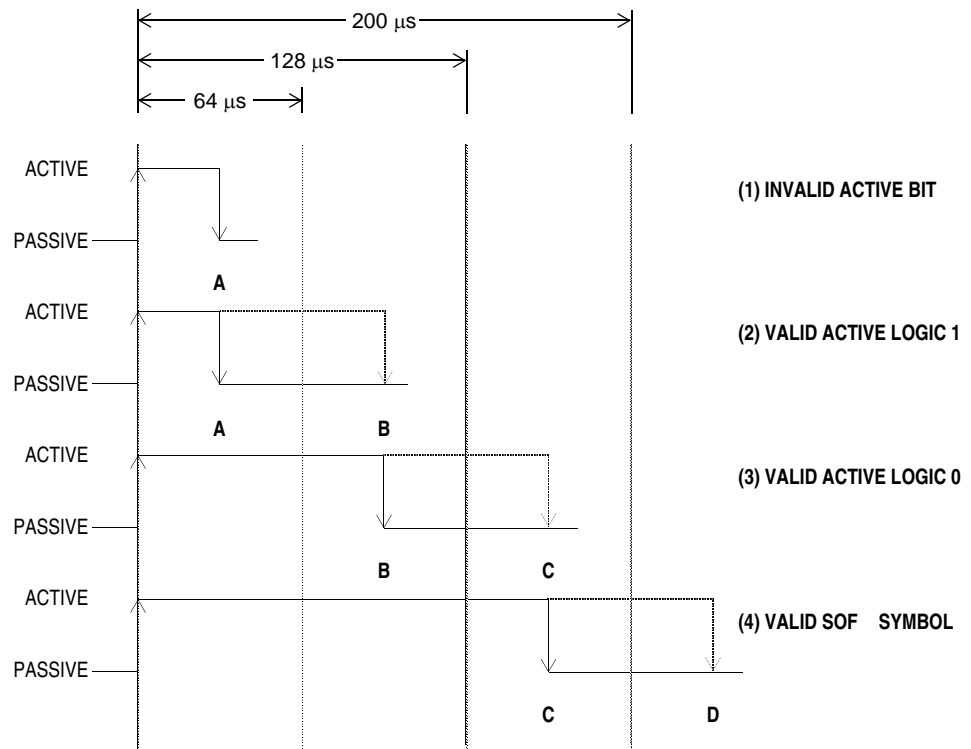 200 μs
128 μs
64 μs
ACTIVE
(1) INVALID ACTIVE BIT
PASSIVE
A
ACTIVE
(2) VALID ACTIVE LOGIC 1
PASSIVE
A B
ACTIVE
(3) VALID ACTIVE LOGIC 0
PASSIVE
B C
ACTIVE
(4) VALID SOF SYMBOL
PASSIVE
C D